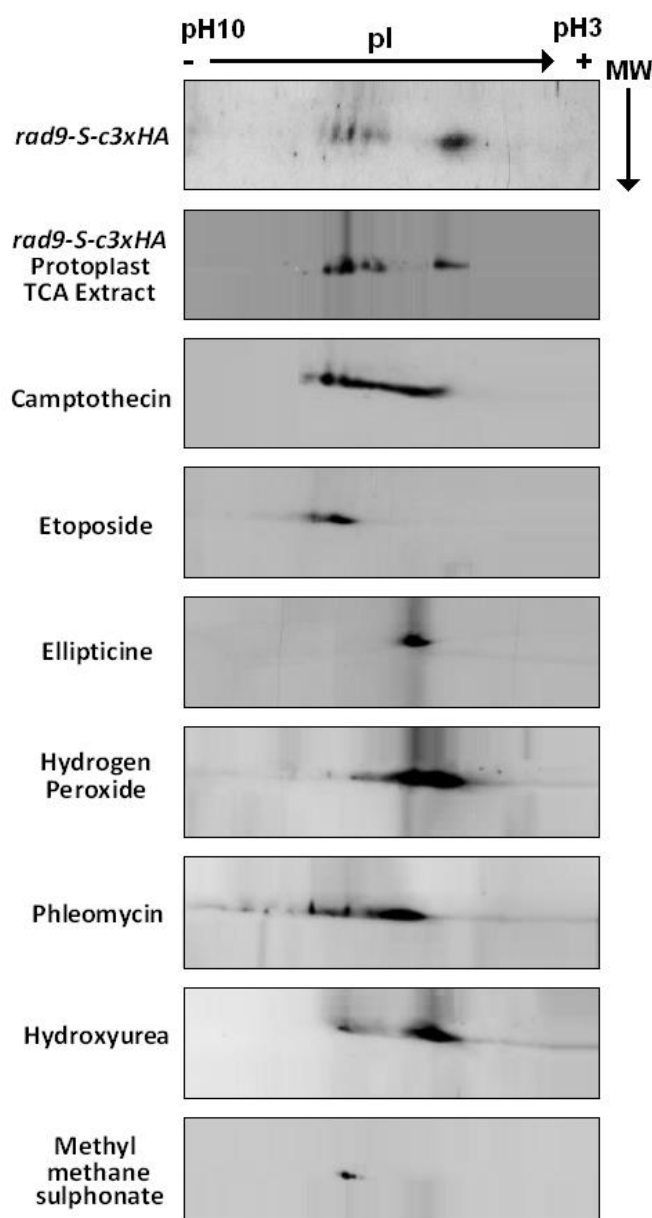 pH10
pI
pH3
-
+
MW
rad9-S-c3xHA
rad9-S-c3xHA
Protoplast
TCA Extract
Camptothecin
Etoposide
Ellipticine
Hydrogen
Peroxide
Phleomycin
Hydroxyurea
Methyl
methane
sulphonate